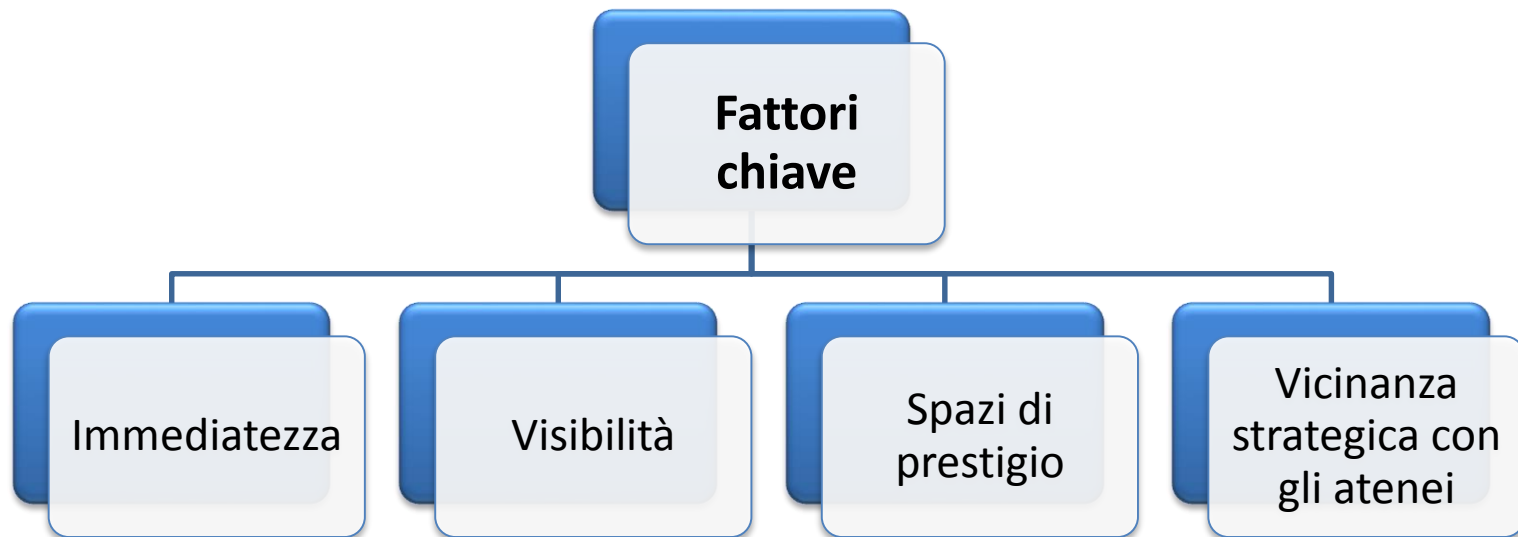 Fattori
chiave
Immediatezza
Visibilità
Spazi di
prestigio
Vicinanza
strategica con
gli atenei